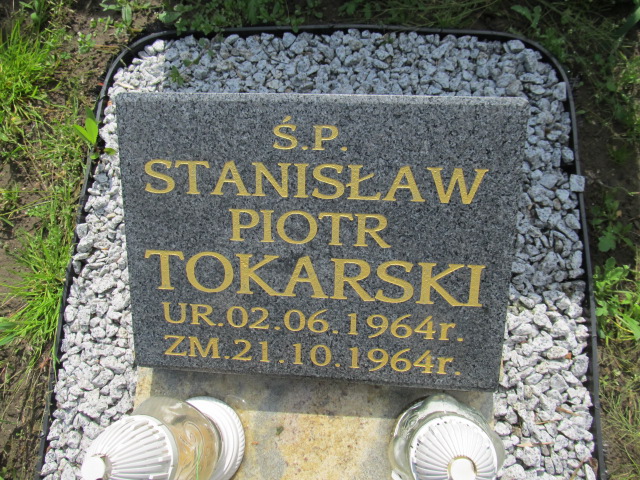 Ś.P.
STANISŁAW
PIOTR
TOKARSKI
UR.02.06.1964r.
ZM.21.10.1964r.